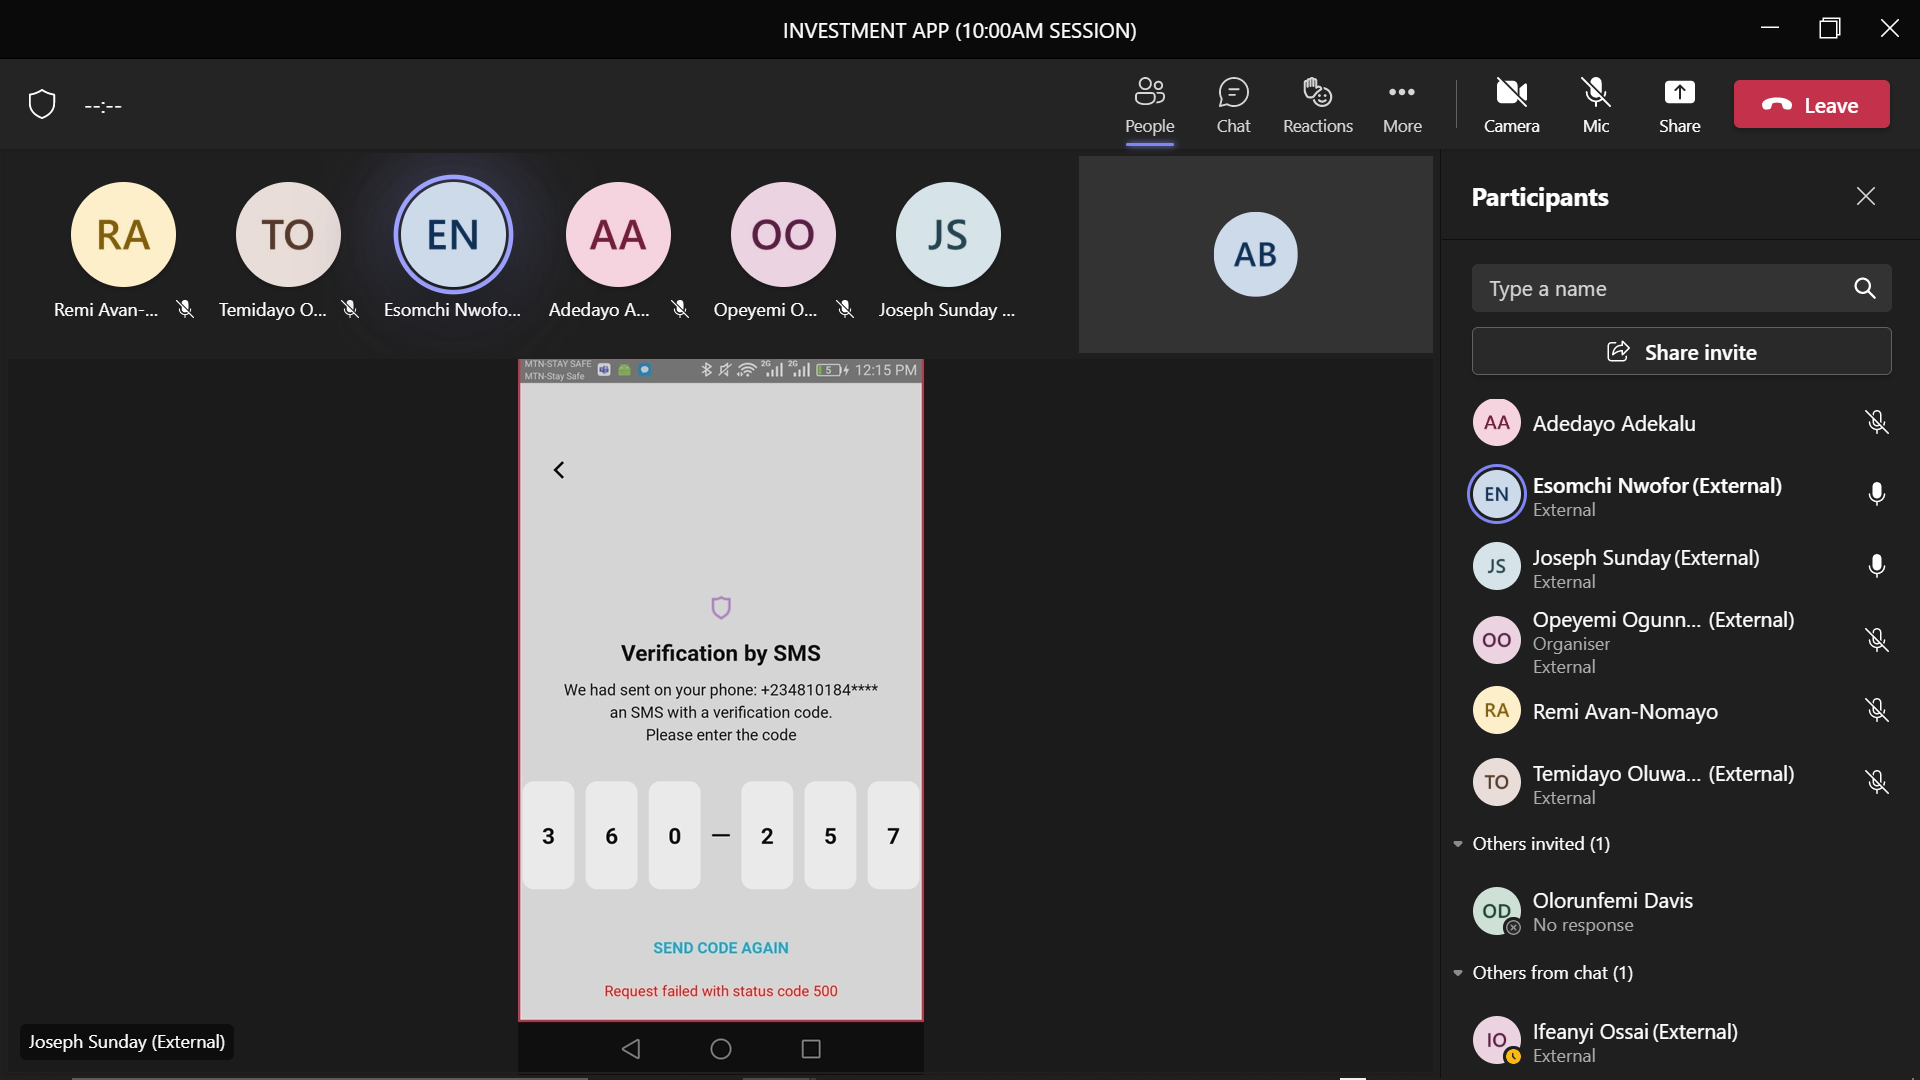 INVESTMENT APP (10:00AM SESSION)
--:--
People
Chat
Reactions
More
Camera
Mic
Share
Leave
RA
TO
EN
AA
OO
JS
AB
Remi Avan-...
Temidayo O...
Esomchi Nwofo...
Adedayo A...
Opeyemi O...
Joseph Sunday ...
MTN-STAY SAFE
MTN-Stay Safe
2G
2G
5
12:15 PM
Verification by SMS
We had sent on your phone: +234810184****
an SMS with a verification code.
Please enter the code
3 6 0 — 2 5 7
SEND CODE AGAIN
Request failed with status code 500
Joseph Sunday (External)
Participants
Type a name
Share invite
AA
Adedayo Adekalu
EN
Esomchi Nwofor (External)
External
JS
Joseph Sunday (External)
External
OO
Opeyemi Ogunn... (External)
Organiser
External
RA
Remi Avan-Nomayo
TO
Temidayo Oluwa... (External)
External
Others invited (1)
OD
Olorunfemi Davis
No response
Others from chat (1)
IO
Ifeanyi Ossai (External)
External